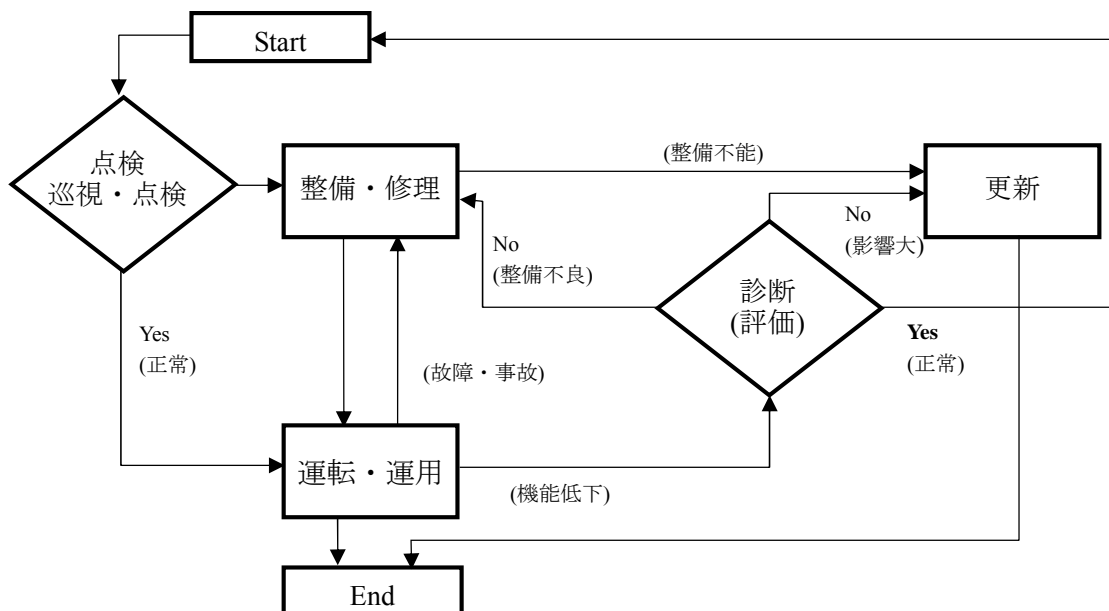 Start
点検
巡視・点検
整備・修理
(整備不能)
更新
No
(整備不良)
No
(影響大)
診断
(評価)
Yes
(正常)
Yes
(正常)
(故障・事故)
運転・運用
(機能低下)
End